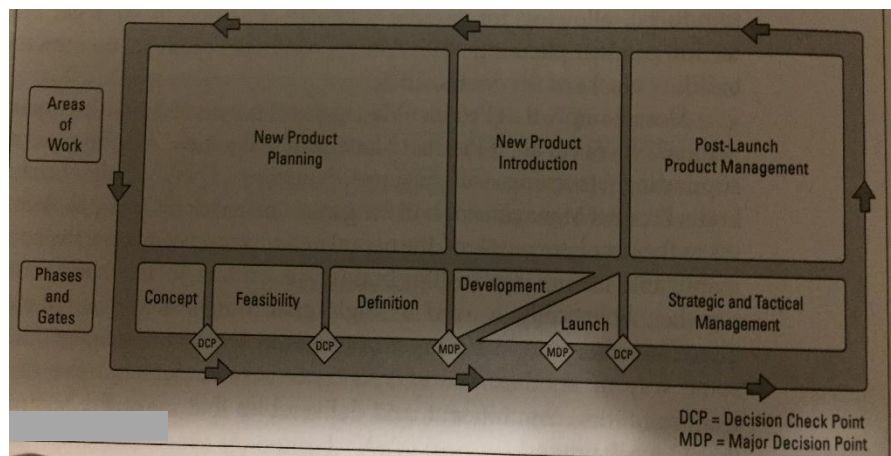 Areas
of
Work
New Product
Planning
New Product
Introduction
Post-Launch
Product Management
Phases
and
Gates
Concept
Feasibility
Definition
Development
Launch
Strategic and Tactical
Management
DCP
DCP
MDP
MDP
DCP
DCP = Decision Check Point
MDP = Major Decision Point